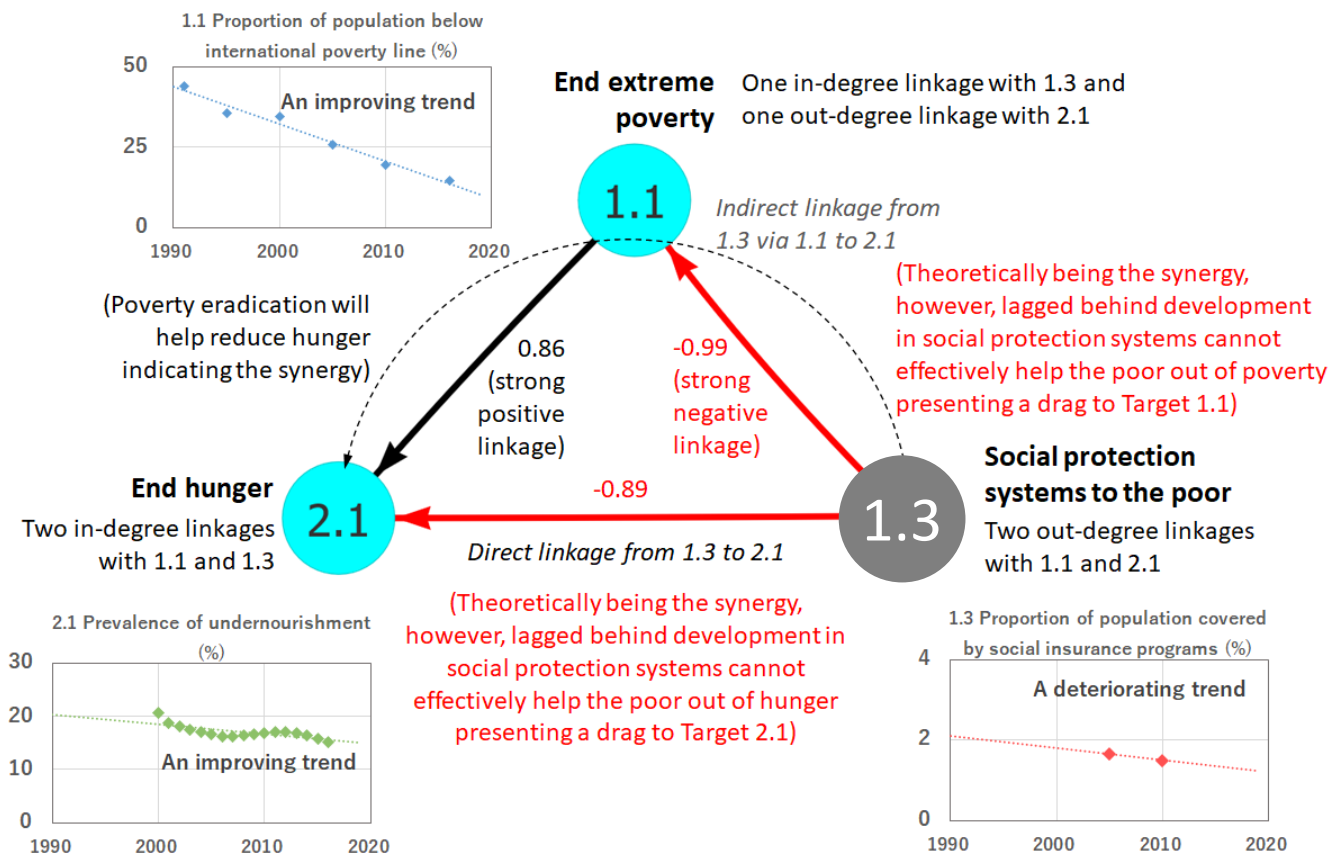 1.1 Proportion of population below
international poverty line (%)
50
25
0
1990
2000
2010
2020
An improving trend
End extreme
poverty
One in-degree linkage with 1.3 and
one out-degree linkage with 2.1
1.1
Indirect linkage from
1.3 via 1.1 to 2.1
(Poverty eradication will
help reduce hunger
indicating the synergy)
0.86
(strong
positive
linkage)
-0.99
(strong
negative
linkage)
(Theoretically being the synergy,
however, lagged behind development
in social protection systems cannot
effectively help the poor out of poverty
presenting a drag to Target 1.1)
End hunger
Two in-degree linkages
with 1.1 and 1.3
2.1
-0.89
Direct linkage from 1.3 to 2.1
1.3
Social protection
systems to the poor
Two out-degree linkages
with 1.1 and 2.1
(Theoretically being the synergy,
however, lagged behind development in
social protection systems cannot
effectively help the poor out of hunger
presenting a drag to Target 2.1)
2.1 Prevalence of undernourishment
(%)
30
20
10
0
1990
2000
2010
2020
An improving trend
1.3 Proportion of population covered
by social insurance programs (%)
4
2
0
1990
2000
2010
2020
A deteriorating trend